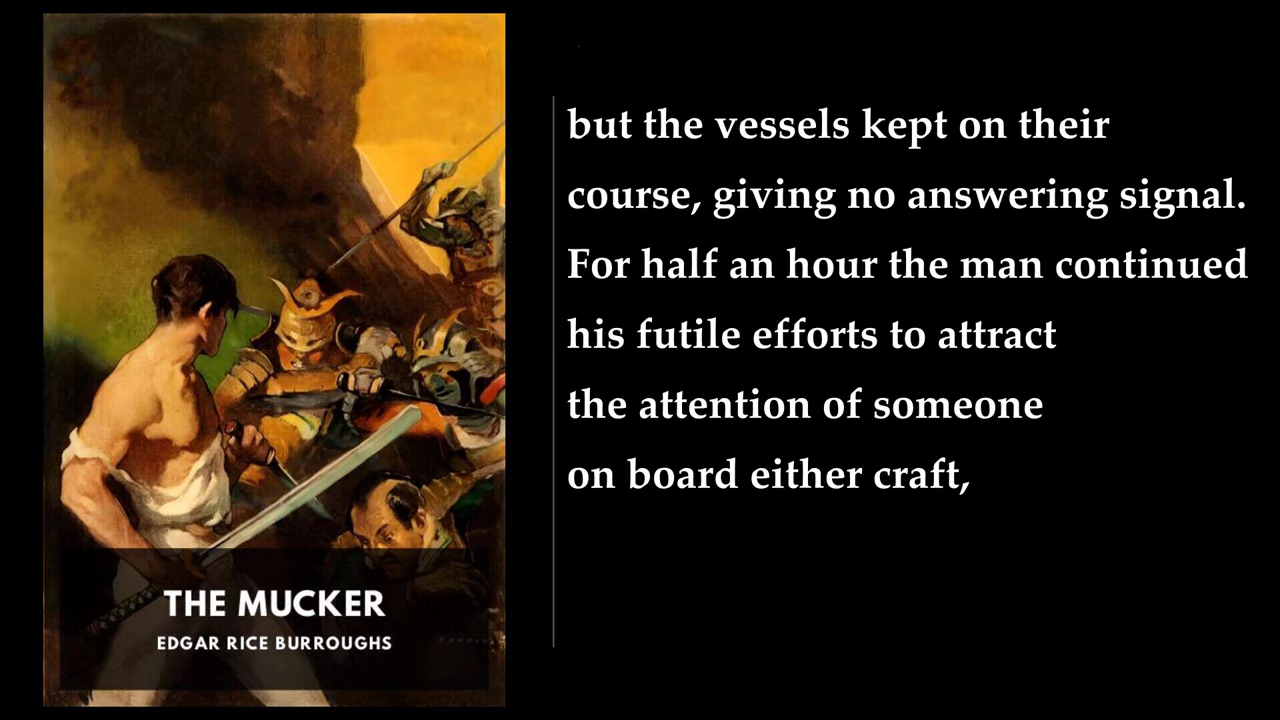 but the vessels kept on their
course, giving no answering signal.
For half an hour the man continued
his futile efforts to attract
the attention of someone
on board either craft,
THE MUCKER
EDGAR RICE BURROUGHS